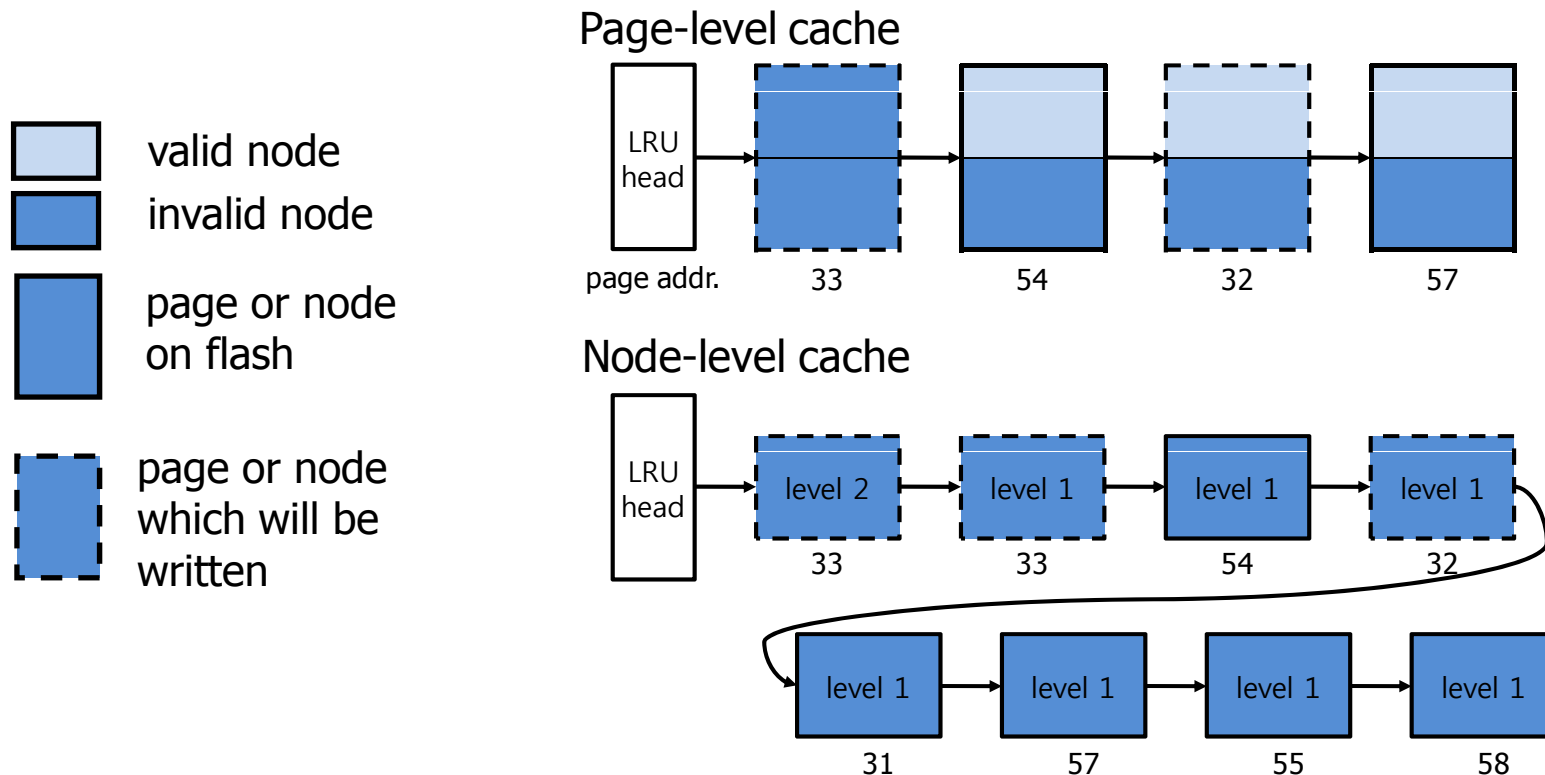 Page-level cache
LRU
head
page addr.
33
54
32
57
valid node
invalid node
page or node
on flash
page or node
which will be
written
Node-level cache
LRU
head
level 2
level 1
level 1
level 1
33
33
54
32
level 1
level 1
level 1
level 1
31
57
55
58